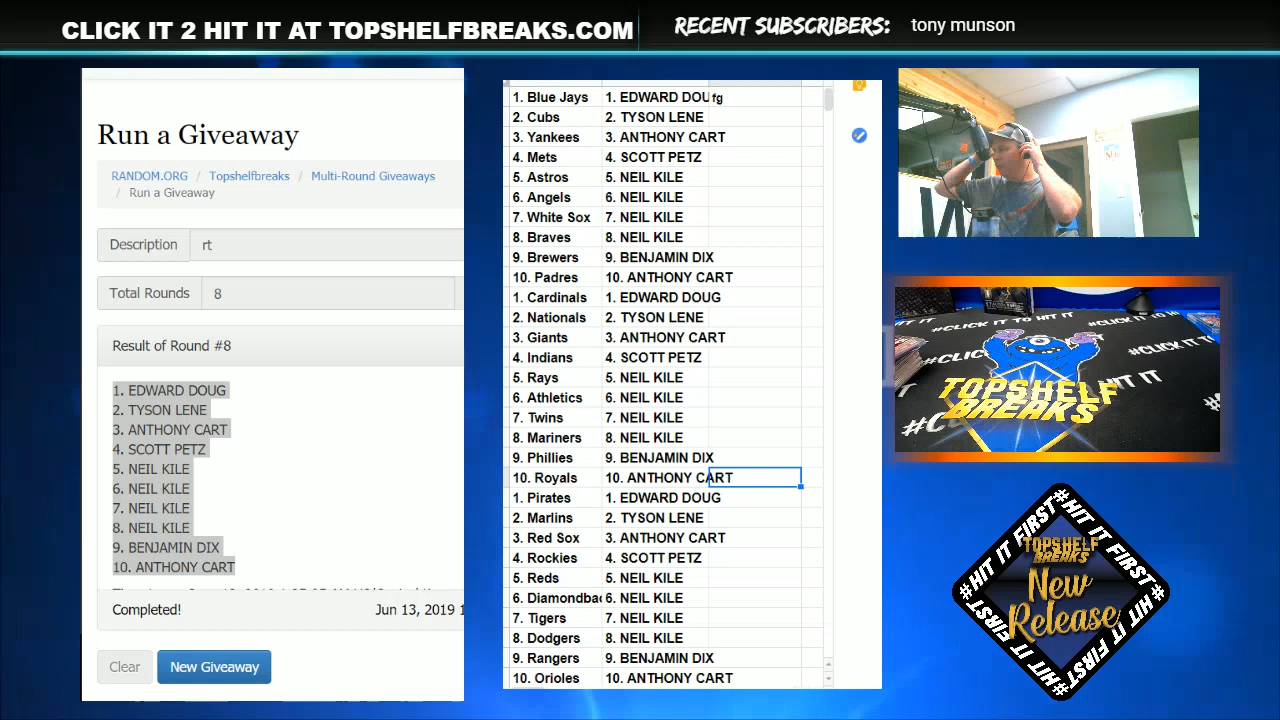 CLICK IT 2 HIT IT AT TOPSHELFBREAKS.COM
RECENT SUBSCRIBERS: tony munson
Run a Giveaway
RANDOM.ORG / Topshelfbreaks / Multi-Round Giveaways
/ Run a Giveaway
Description rt
Total Rounds 8
Result of Round #8
1. EDWARD DOUG
2. TYSON LENE
3. ANTHONY CART
4. SCOTT PETZ
5. NEIL KILE
6. NEIL KILE
7. NEIL KILE
8. NEIL KILE
9. BENJAMIN DIX
10. ANTHONY CART
Completed! Jun 13, 2019 1
Clear New Giveaway
1. Blue Jays 1. EDWARD DOU fg
2. Cubs 2. TYSON LENE
3. Yankees 3. ANTHONY CART
4. Mets 4. SCOTT PETZ
5. Astros 5. NEIL KILE
6. Angels 6. NEIL KILE
7. White Sox 7. NEIL KILE
8. Braves 8. NEIL KILE
9. Brewers 9. BENJAMIN DIX
10. Padres 10. ANTHONY CART
1. Cardinals 1. EDWARD DOUG
2. Nationals 2. TYSON LENE
3. Giants 3. ANTHONY CART
4. Indians 4. SCOTT PETZ
5. Rays 5. NEIL KILE
6. Athletics 6. NEIL KILE
7. Twins 7. NEIL KILE
8. Mariners 8. NEIL KILE
9. Phillies 9. BENJAMIN DIX
10. Royals 10. ANTHONY CART
1. Pirates 1. EDWARD DOUG
2. Marlins 2. TYSON LENE
3. Red Sox 3. ANTHONY CART
4. Rockies 4. SCOTT PETZ
5. Reds 5. NEIL KILE
6. Diamondbac 6. NEIL KILE
7. Tigers 7. NEIL KILE
8. Dodgers 8. NEIL KILE
9. Rangers 9. BENJAMIN DIX
10. Orioles 10. ANTHONY CART
#CLICK IT TO HIT IT
TOPSHELF
BREAKS
#HIT IT FIRST
#HIT IT FIRST
TOPSHELF
BREAKS
New
Release
#HIT IT FIRST
#HIT IT FIRST